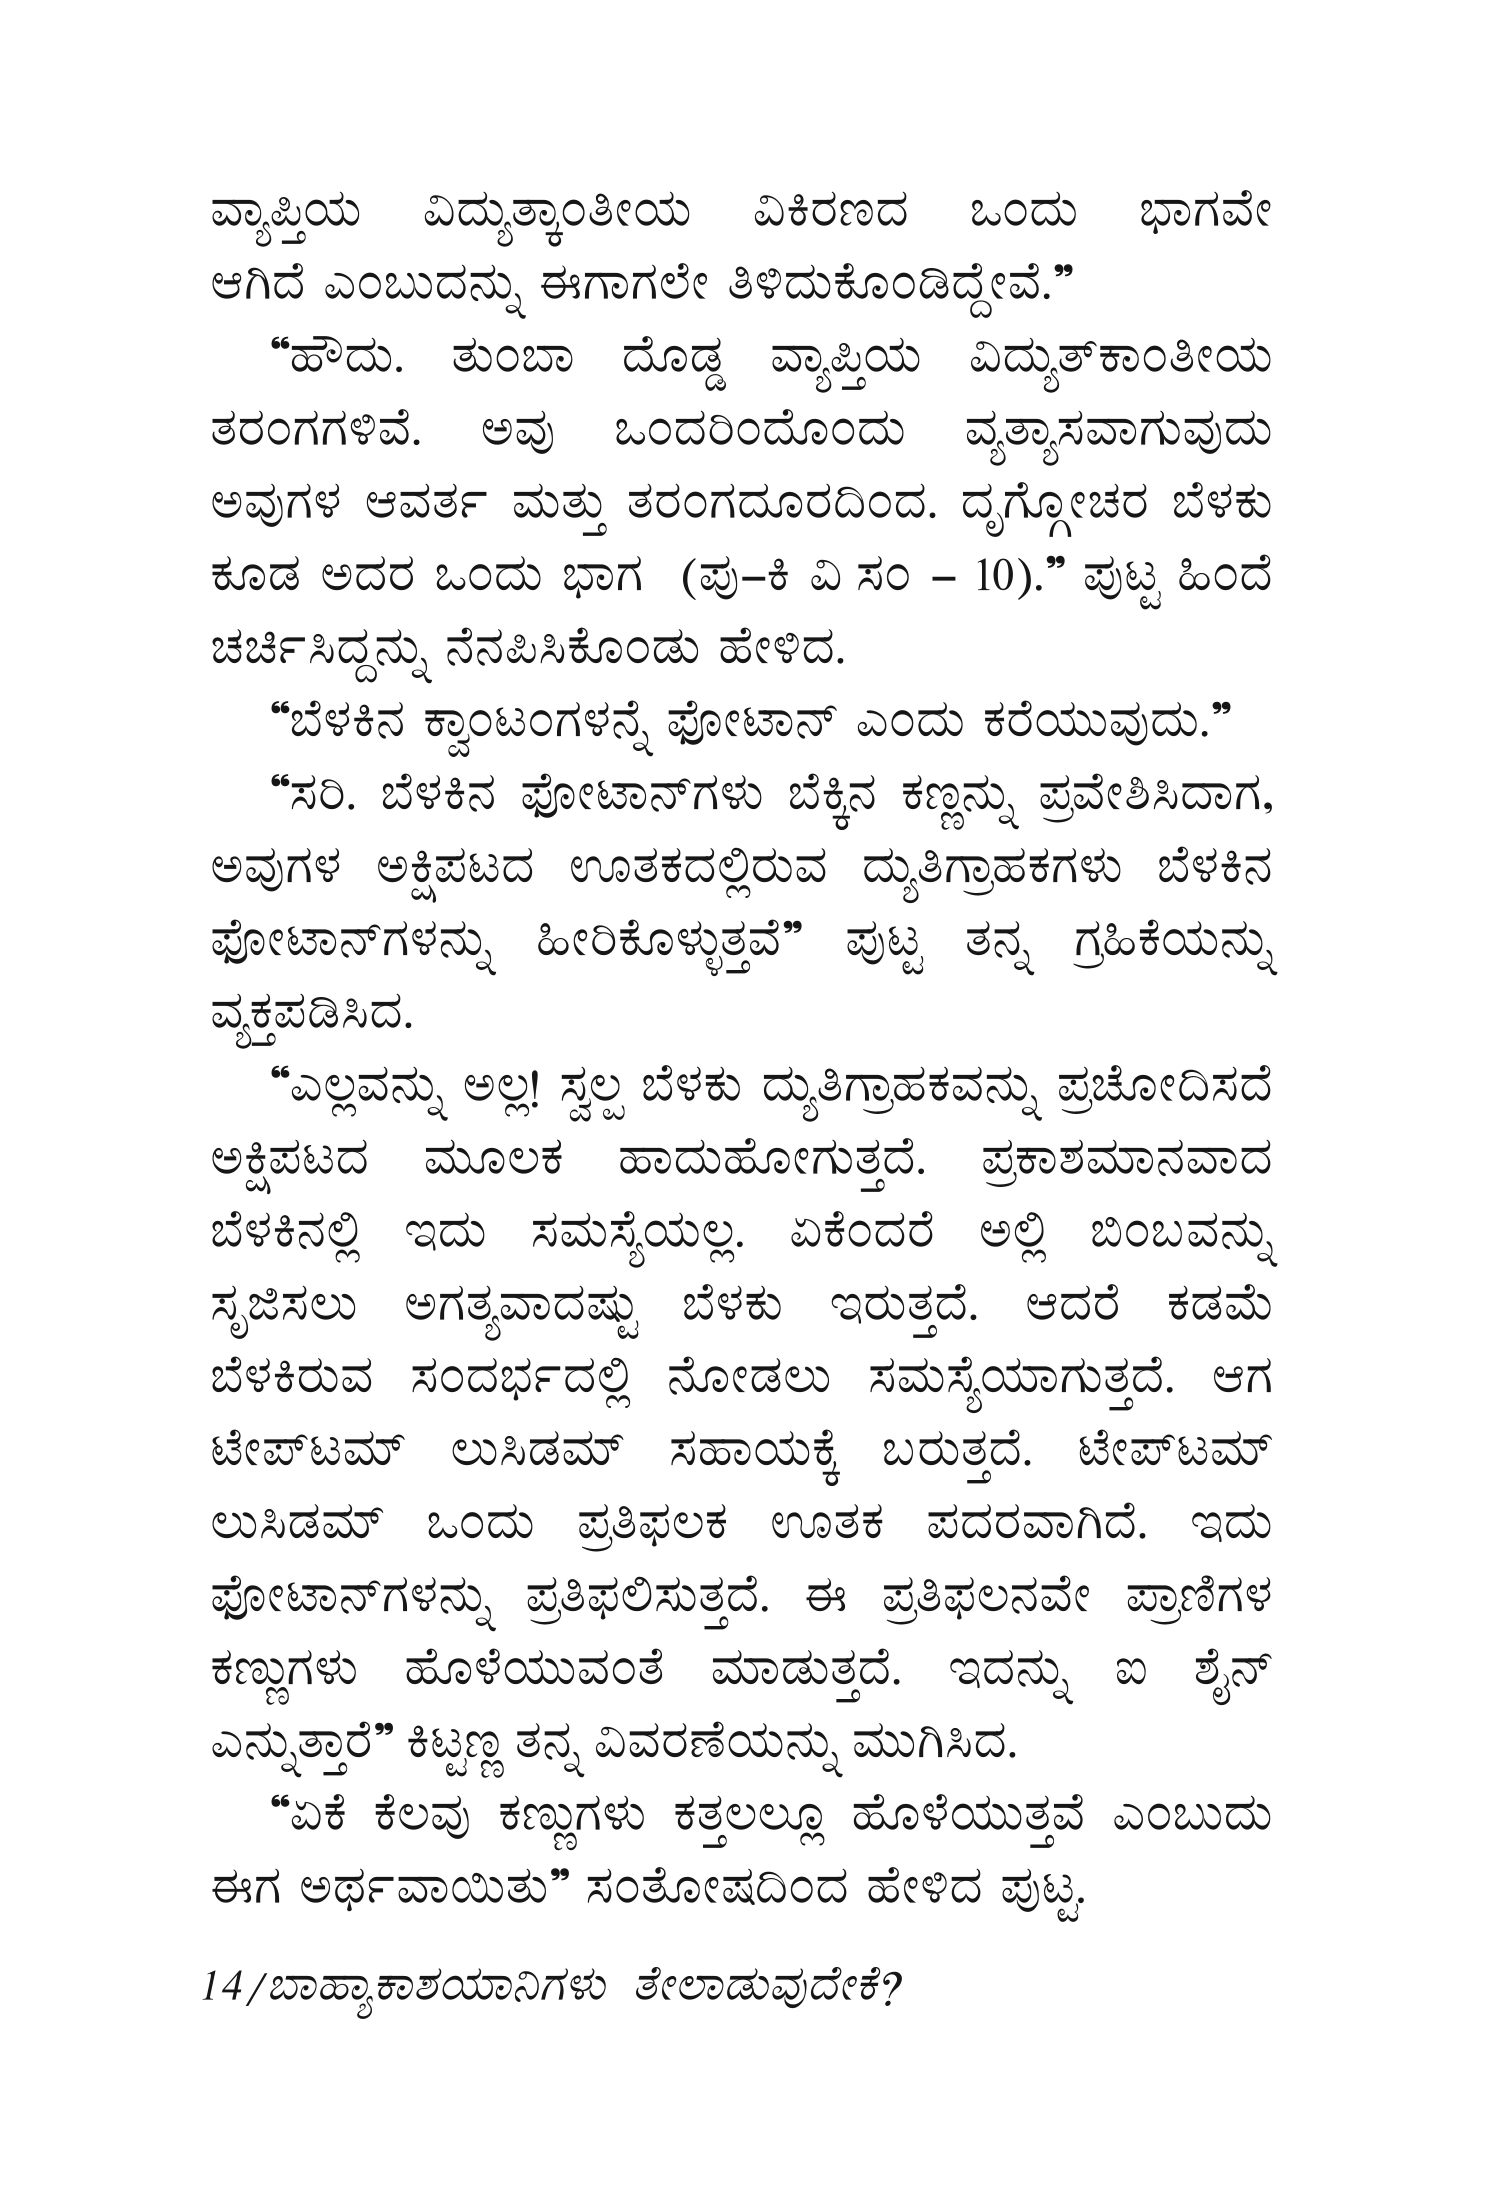 ವ್ಯಾಪ್ತಿಯ ವಿದ್ಯುತ್ಕಾಂತೀಯ ವಿಕಿರಣದ ಒಂದು ಭಾಗವೇ
ಆಗಿದೆ ಎಂಬುದನ್ನು ಈಗಾಗಲೇ ತಿಳಿದುಕೊಂಡಿದ್ದೇವೆ.”
“ಹೌದು. ತುಂಬಾ ದೊಡ್ಡ ವ್ಯಾಪ್ತಿಯ ವಿದ್ಯುತ್‌ಕಾಂತೀಯ
ತರಂಗಗಳಿವೆ. ಅವು ಒಂದರಿಂದೊಂದು ವ್ಯತ್ಯಾಸವಾಗುವುದು
ಅವುಗಳ ಆವರ್ತ ಮತ್ತು ತರಂಗದೂರದಿಂದ. ದೃಗ್ಗೋಚರ ಬೆಳಕು
ಕೂಡ ಅದರ ಒಂದು ಭಾಗ (ಪು–ಕಿ ವಿ ಸಂ – 10).” ಪುಟ್ಟ ಹಿಂದೆ
ಚರ್ಚಿಸಿದ್ದನ್ನು ನೆನಪಿಸಿಕೊಂಡು ಹೇಳಿದ.
“ಬೆಳಕಿನ ಕ್ವಾಂಟಂಗಳನ್ನೆ ಫೋಟಾನ್ ಎಂದು ಕರೆಯುವುದು.”
“ಸರಿ. ಬೆಳಕಿನ ಫೋಟಾನ್‌ಗಳು ಬೆಕ್ಕಿನ ಕಣ್ಣನ್ನು ಪ್ರವೇಶಿಸಿದಾಗ,
ಅವುಗಳ ಅಕ್ಷಿಪಟದ ಊತಕದಲ್ಲಿರುವ ದ್ಯುತಿಗ್ರಾಹಕಗಳು ಬೆಳಕಿನ
ಫೋಟಾನ್‌ಗಳನ್ನು ಹೀರಿಕೊಳ್ಳುತ್ತವೆ” ಪುಟ್ಟ ತನ್ನ ಗ್ರಹಿಕೆಯನ್ನು
ವ್ಯಕ್ತಪಡಿಸಿದ.
“ಎಲ್ಲವನ್ನು ಅಲ್ಲ! ಸ್ವಲ್ಪ ಬೆಳಕು ದ್ಯುತಿಗ್ರಾಹಕವನ್ನು ಪ್ರಚೋದಿಸದೆ
ಅಕ್ಷಿಪಟದ ಮೂಲಕ ಹಾದುಹೋಗುತ್ತದೆ. ಪ್ರಕಾಶಮಾನವಾದ
ಬೆಳಕಿನಲ್ಲಿ ಇದು ಸಮಸ್ಯೆಯಲ್ಲ. ಏಕೆಂದರೆ ಅಲ್ಲಿ ಬಿಂಬವನ್ನು
ಸೃಜಿಸಲು ಅಗತ್ಯವಾದಷ್ಟು ಬೆಳಕು ಇರುತ್ತದೆ. ಆದರೆ ಕಡಮೆ
ಬೆಳಕಿರುವ ಸಂದರ್ಭದಲ್ಲಿ ನೋಡಲು ಸಮಸ್ಯೆಯಾಗುತ್ತದೆ. ಆಗ
ಟೇಪ್‌ಟಮ್ ಲುಸಿಡಮ್ ಸಹಾಯಕ್ಕೆ ಬರುತ್ತದೆ. ಟೇಪ್‌ಟಮ್
ಲುಸಿಡಮ್ ಒಂದು ಪ್ರತಿಫಲಕ ಊತಕ ಪದರವಾಗಿದೆ. ಇದು
ಫೋಟಾನ್‌ಗಳನ್ನು ಪ್ರತಿಫಲಿಸುತ್ತದೆ. ಈ ಪ್ರತಿಫಲನವೇ ಪ್ರಾಣಿಗಳ
ಕಣ್ಣುಗಳು ಹೊಳೆಯುವಂತೆ ಮಾಡುತ್ತದೆ. ಇದನ್ನು ಐ ಶೈನ್
ಎನ್ನುತ್ತಾರೆ” ಕಿಟ್ಟಣ್ಣ ತನ್ನ ವಿವರಣೆಯನ್ನು ಮುಗಿಸಿದ.
“ಏಕೆ ಕೆಲವು ಕಣ್ಣುಗಳು ಕತ್ತಲಲ್ಲೂ ಹೊಳೆಯುತ್ತವೆ ಎಂಬುದು
ಈಗ ಅರ್ಥವಾಯಿತು” ಸಂತೋಷದಿಂದ ಹೇಳಿದ ಪುಟ್ಟ.
14/ಬಾಹ್ಯಾಕಾಶಯಾನಿಗಳು ತೇಲಾಡುವುದೇಕೆ?